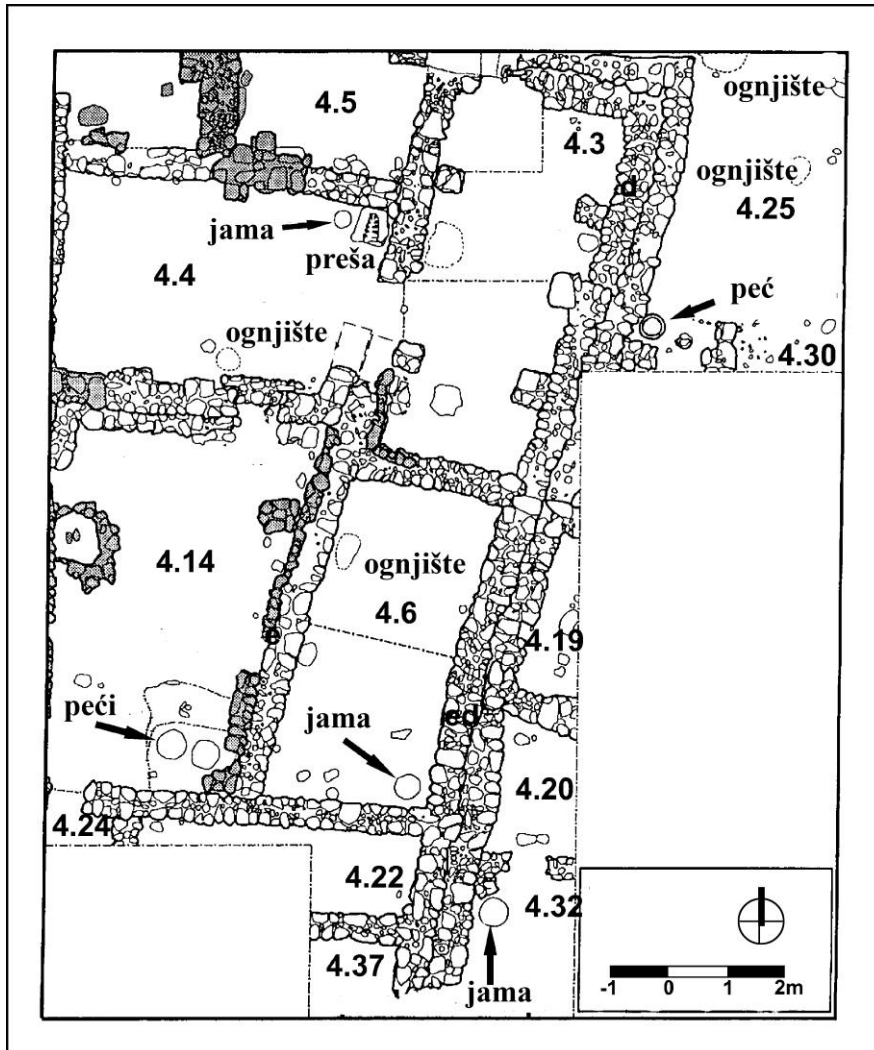 ognjište
4.5
4.3
ognjište
d
4.25
jama
preša
4.4
peć
ognjište
4.30
4.14
ognjište
4.6
e
4.19
peći
jama
ed
4.20
4.24
4.22
4.32
4.37
jama
-1 0 1 2m